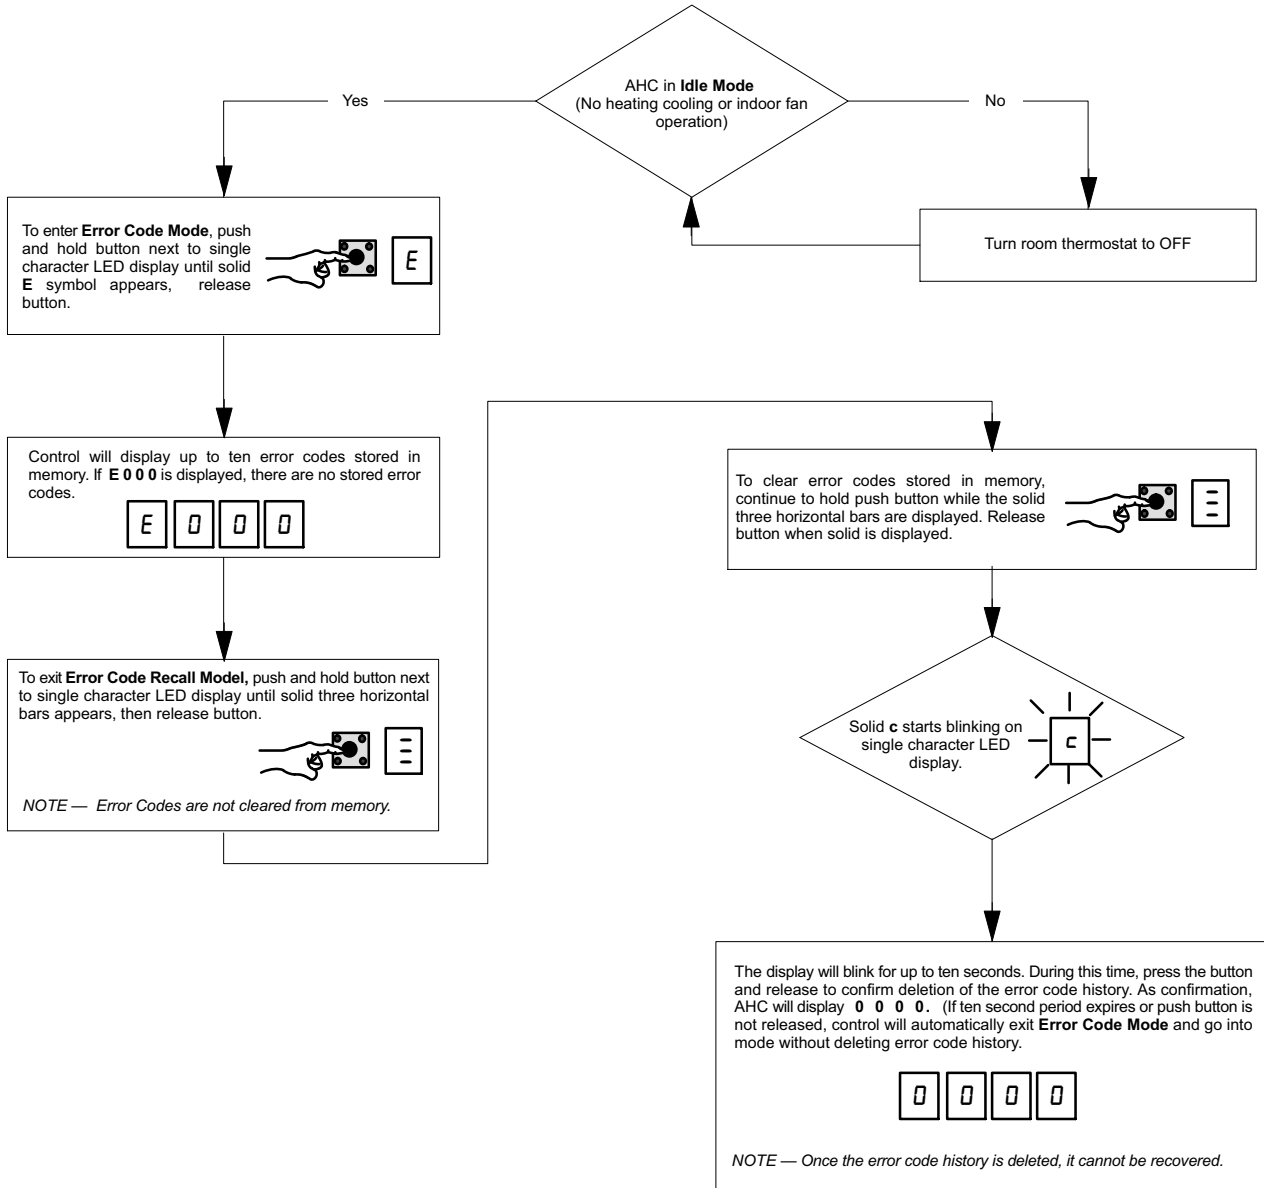 AHC in Idle Mode
(No heating cooling or indoor fan
operation)
Yes
No
To enter Error Code Mode, push
and hold button next to single
character LED display until solid
E symbol appears, release
button.
E
Turn room thermostat to OFF
Control will display up to ten error codes stored in
memory. If E 0 0 0 is displayed, there are no stored error
codes.
E 0 0 0
To exit Error Code Recall Model, push and hold button next
to single character LED display until solid three horizontal
bars appears, then release button.
NOTE — Error Codes are not cleared from memory.
To clear error codes stored in memory,
continue to hold push button while the solid
three horizontal bars are displayed. Release
button when solid is displayed.
Solid c starts blinking on
single character LED
display.
c
The display will blink for up to ten seconds. During this time, press the button
and release to confirm deletion of the error code history. As confirmation,
AHC will display 0 0 0 0. (If ten second period expires or push button is
not released, control will automatically exit Error Code Mode and go into
mode without deleting error code history.
0 0 0 0
NOTE — Once the error code history is deleted, it cannot be recovered.